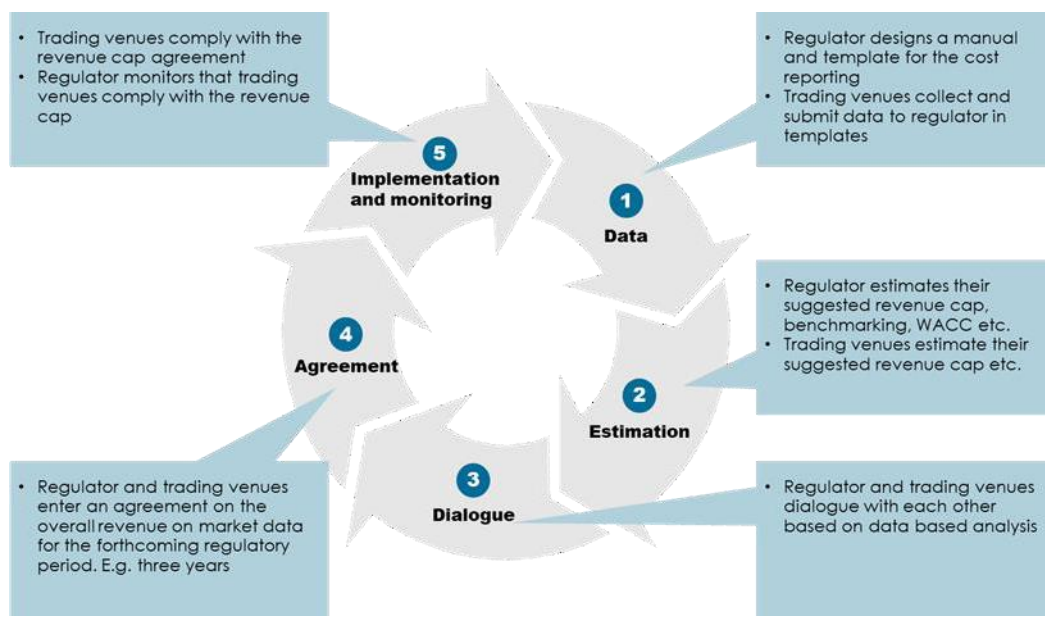 • Trading venues comply with the
revenue cap agreement
• Regulator monitors that trading
venues comply with the revenue
cap
• Regulator designs a manual
and template for the cost
reporting
• Trading venues collect and
submit data to regulator in
templates
5
Implementation
and monitoring
1
Data
• Regulator estimates their
suggested revenue cap,
benchmarking, WACC etc.
• Trading venues estimate their
suggested revenue cap etc.
4
Agreement
2
Estimation
3
Dialogue
• Regulator and trading venues
enter an agreement on the
overall revenue on market data
for the forthcoming regulatory
period. E.g. three years
• Regulator and trading venues
dialogue with each other
based on data based analysis